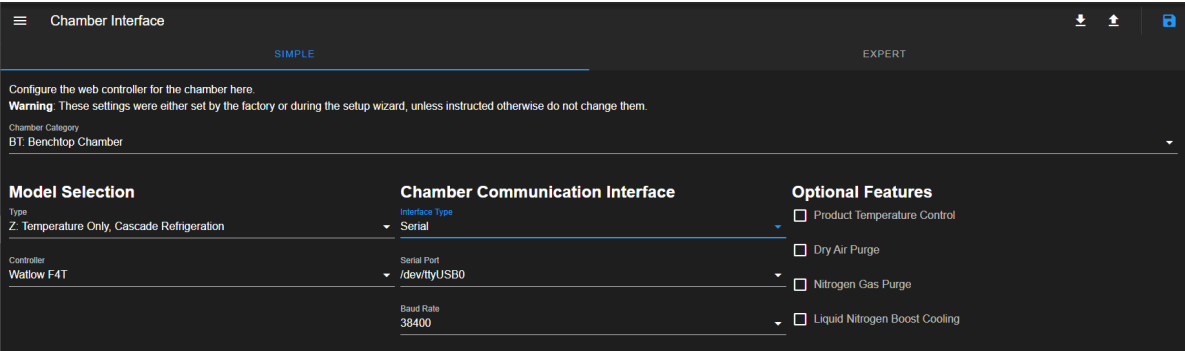 Chamber Interface
SIMPLE
EXPERT
Configure the web controller for the chamber here.
Warning: These settings were either set by the factory or during the setup wizard, unless instructed otherwise do not change them.
Chamber Category
BT: Benchtop Chamber
Model Selection
Type
Z: Temperature Only, Cascade Refrigeration
Controller
Watlow F4T
Chamber Communication Interface
Interface Type
Serial
Serial Port
/dev/ttyUSB0
Baud Rate
38400
Optional Features
Product Temperature Control
Dry Air Purge
Nitrogen Gas Purge
Liquid Nitrogen Boost Cooling